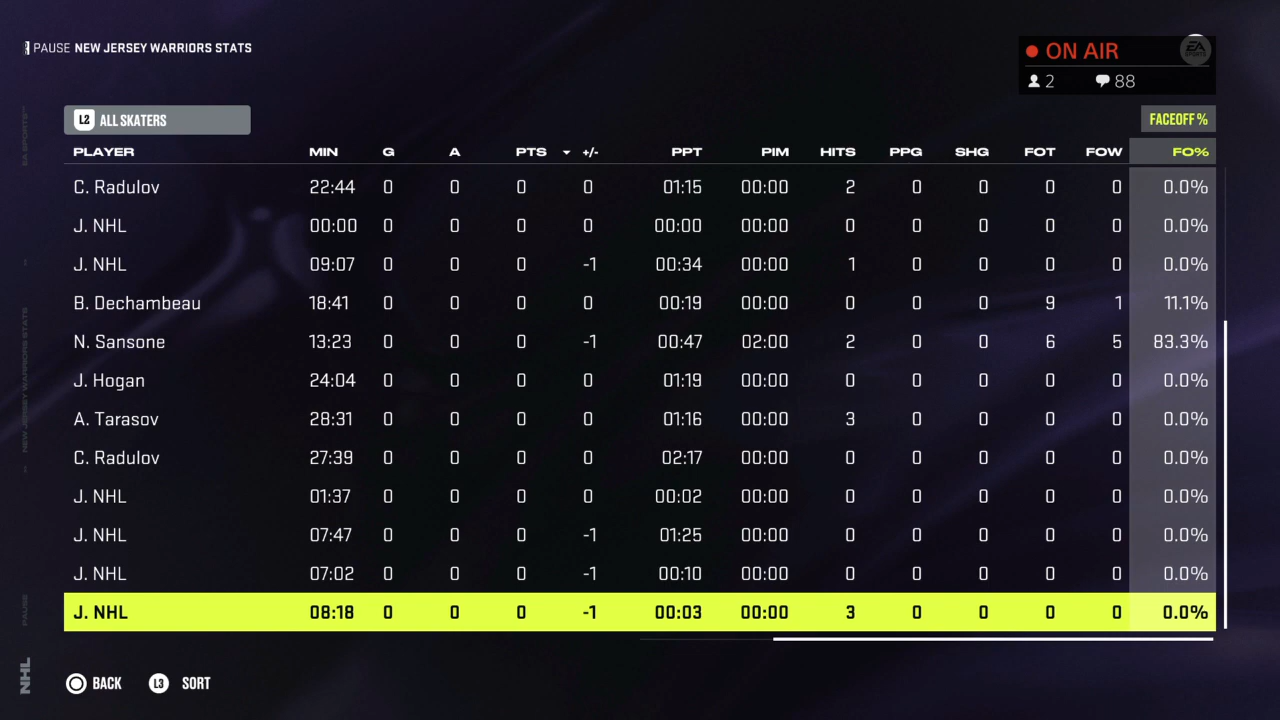 PAUSE NEW JERSEY WARRIORS STATS
ON AIR
EA SPORTS
2 88
L2 ALL SKATERS
FACEOFF %
PLAYER MIN G A PTS +/- PPT PIM HITS PPG SHG FOT FOW FO%
C. Radulov 22:44 0 0 0 0 01:15 00:00 2 0 0 0 0 0.0%
J. NHL 00:00 0 0 0 0 00:00 00:00 0 0 0 0 0 0.0%
J. NHL 09:07 0 0 0 -1 00:34 00:00 1 0 0 0 0 0.0%
B. Dechambeau 18:41 0 0 0 0 00:19 00:00 0 0 0 9 1 11.1%
N. Sansone 13:23 0 0 0 -1 00:47 02:00 2 0 0 6 5 83.3%
J. Hogan 24:04 0 0 0 0 01:19 00:00 0 0 0 0 0 0.0%
A. Tarasov 28:31 0 0 0 0 01:16 00:00 3 0 0 0 0 0.0%
C. Radulov 27:39 0 0 0 0 02:17 00:00 0 0 0 0 0 0.0%
J. NHL 01:37 0 0 0 0 00:02 00:00 0 0 0 0 0 0.0%
J. NHL 07:47 0 0 0 -1 01:25 00:00 0 0 0 0 0 0.0%
J. NHL 07:02 0 0 0 -1 00:10 00:00 0 0 0 0 0 0.0%
J. NHL 08:18 0 0 0 -1 00:03 00:00 3 0 0 0 0 0.0%
BACK L3 SORT
NHL
PAUSE
NEW JERSEY WARRIORS STATS
EA SPORTS